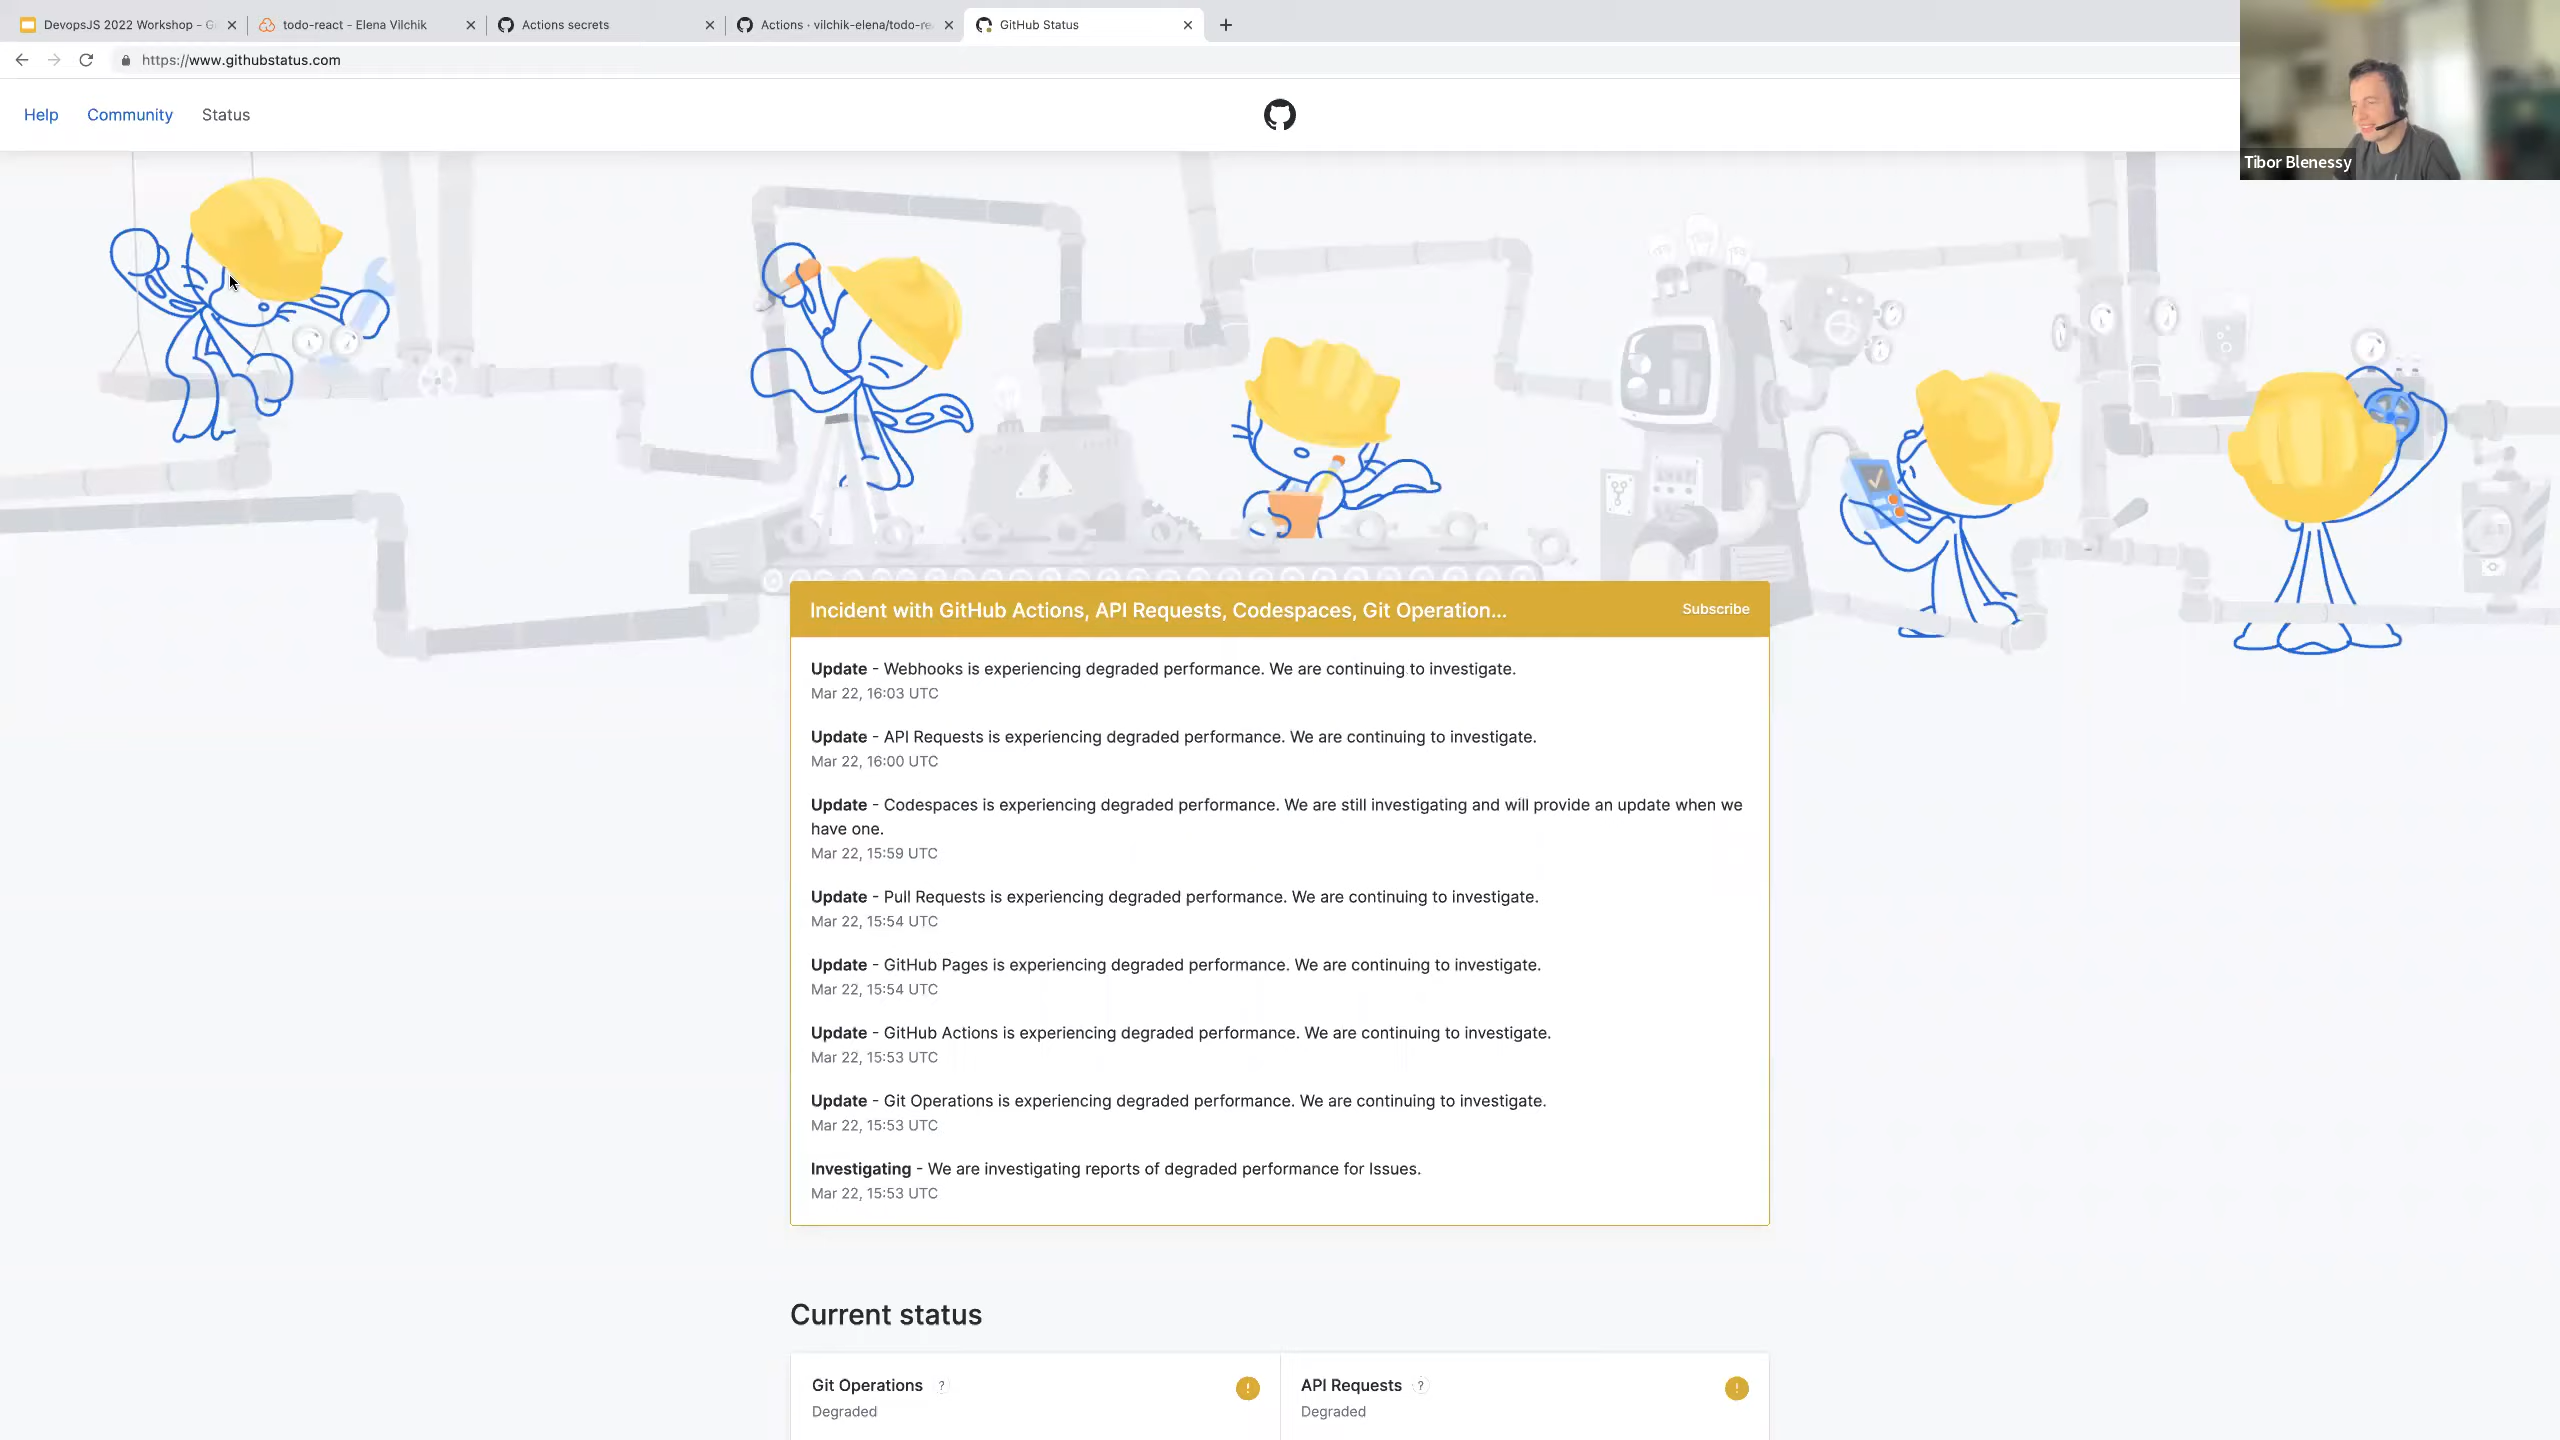 DevopsJS 2022 Workshop - G
todo-react - Elena Vilchik
Actions secrets
Actions · vilchik-elena/todo-re
GitHub Status
https://www.githubstatus.com
Help
Community
Status
Tibor Blenessy
Incident with GitHub Actions, API Requests, Codespaces, Git Operation...
Subscribe
Update - Webhooks is experiencing degraded performance. We are continuing to investigate.
Mar 22, 16:03 UTC
Update - API Requests is experiencing degraded performance. We are continuing to investigate.
Mar 22, 16:00 UTC
Update - Codespaces is experiencing degraded performance. We are still investigating and will provide an update when we
have one.
Mar 22, 15:59 UTC
Update - Pull Requests is experiencing degraded performance. We are continuing to investigate.
Mar 22, 15:54 UTC
Update - GitHub Pages is experiencing degraded performance. We are continuing to investigate.
Mar 22, 15:54 UTC
Update - GitHub Actions is experiencing degraded performance. We are continuing to investigate.
Mar 22, 15:53 UTC
Update - Git Operations is experiencing degraded performance. We are continuing to investigate.
Mar 22, 15:53 UTC
Investigating - We are investigating reports of degraded performance for Issues.
Mar 22, 15:53 UTC
Current status
Git Operations ?
Degraded
API Requests ?
Degraded